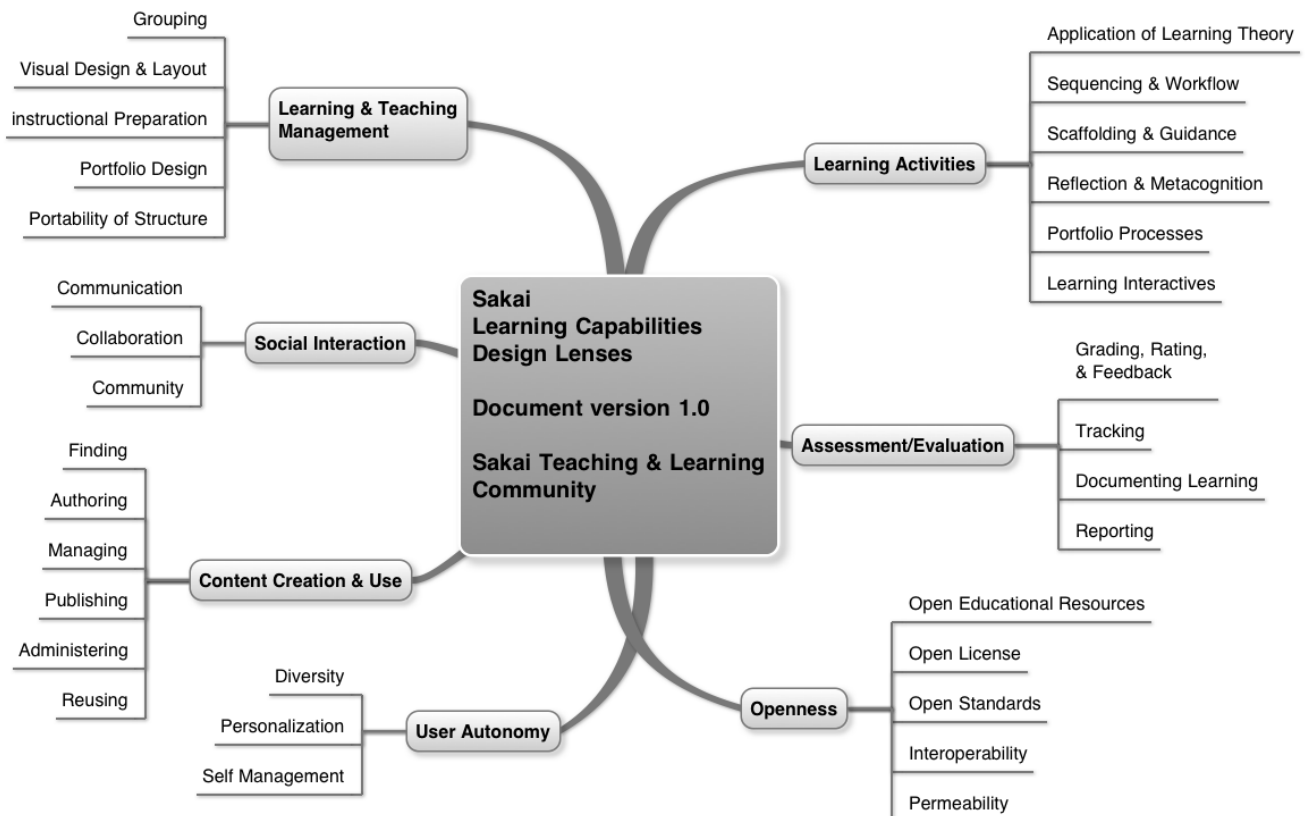 Sakai
Learning Capabilities
Design Lenses
Document version 1.0
Sakai Teaching & Learning
Community
Learning & Teaching
Management
Grouping
Visual Design & Layout
instructional Preparation
Portfolio Design
Portability of Structure
Social Interaction
Communication
Collaboration
Community
Content Creation & Use
Finding
Authoring
Managing
Publishing
Administering
Reusing
User Autonomy
Diversity
Personalization
Self Management
Learning Activities
Application of Learning Theory
Sequencing & Workflow
Scaffolding & Guidance
Reflection & Metacognition
Portfolio Processes
Learning Interactives
Assessment/Evaluation
Grading, Rating,
& Feedback
Tracking
Documenting Learning
Reporting
Openness
Open Educational Resources
Open License
Open Standards
Interoperability
Permeability